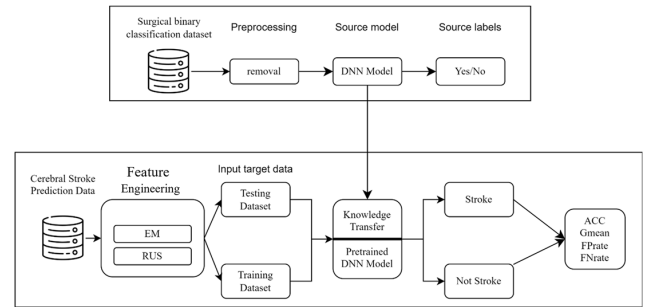 Surgical binary
classification dataset
Preprocessing
Source model
Source labels
removal
DNN Model
Yes/No
Cerebral Stroke
Prediction Data
Feature
Engineering
EM
RUS
Input target data
Testing
Dataset
Training
Dataset
Knowledge
Transfer
Pretrained
DNN Model
Stroke
Not Stroke
ACC
Gmean
FPrate
FNrate